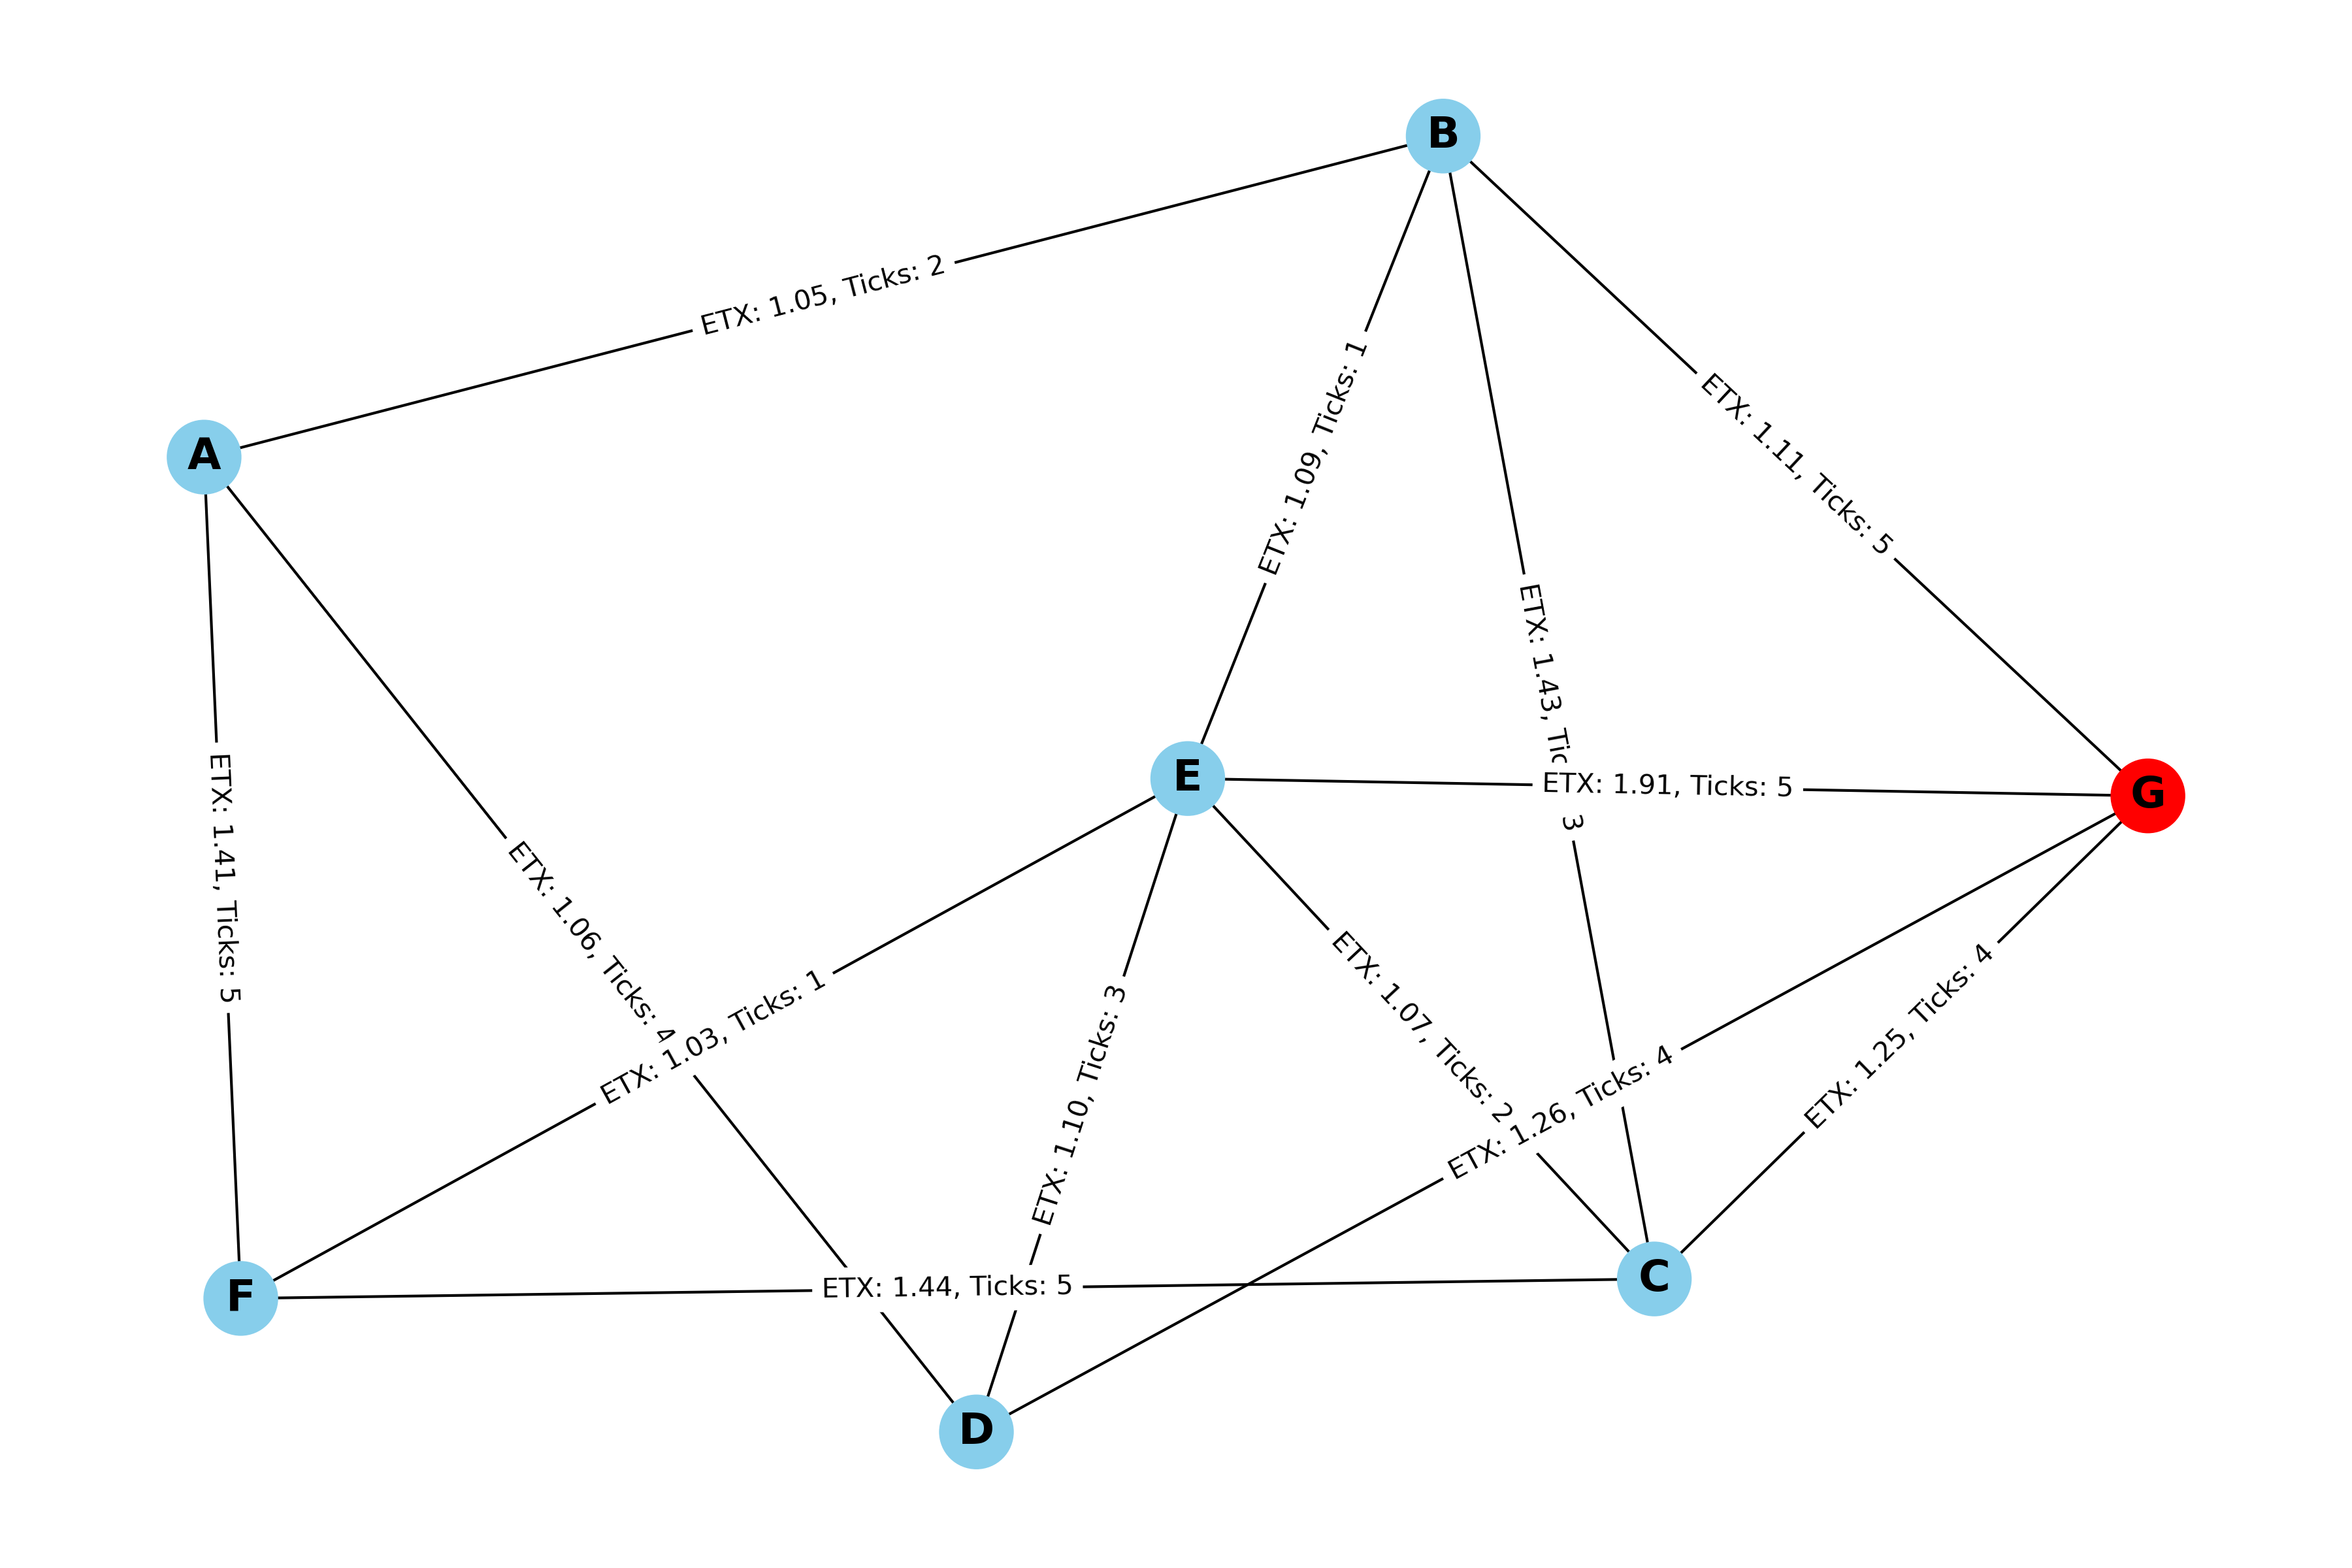 B
ETX: 1.05, Ticks: 2
ETX: 1.09, Ticks: 1
ETX: 1.11, Ticks: 5
A
ETX: 1.43, Tic 3
E
ETX: 1.91, Ticks: 5
G
ETX: 1.41, Ticks: 5
ETX: 1.06, Ticks: 4
ETX: 1.03, Ticks: 1
ETX: 1.10, Ticks: 3
ETX: 1.07, Ticks: 2
ETX: 1.26, Ticks: 4
ETX: 1.25, Ticks: 4
F
ETX: 1.44, Ticks: 5
C
D